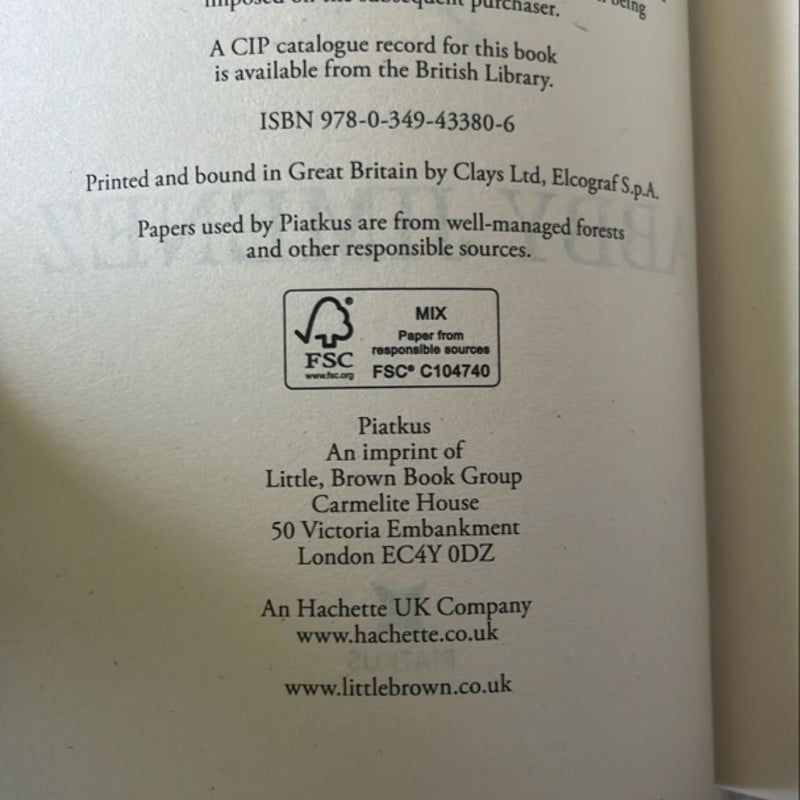 imposed on the subsequent purchaser.
being
A CIP catalogue record for this book
is available from the British Library.
ISBN 978-0-349-43380-6
Printed and bound in Great Britain by Clays Ltd, Elcograf S.p.A.
Papers used by Piatkus are from well-managed forests
and other responsible sources.
FSC
www.fsc.org
MIX
Paper from
responsible sources
FSC® C104740
Piatkus
An imprint of
Little, Brown Book Group
Carmelite House
50 Victoria Embankment
London EC4Y 0DZ
An Hachette UK Company
www.hachette.co.uk
www.littlebrown.co.uk